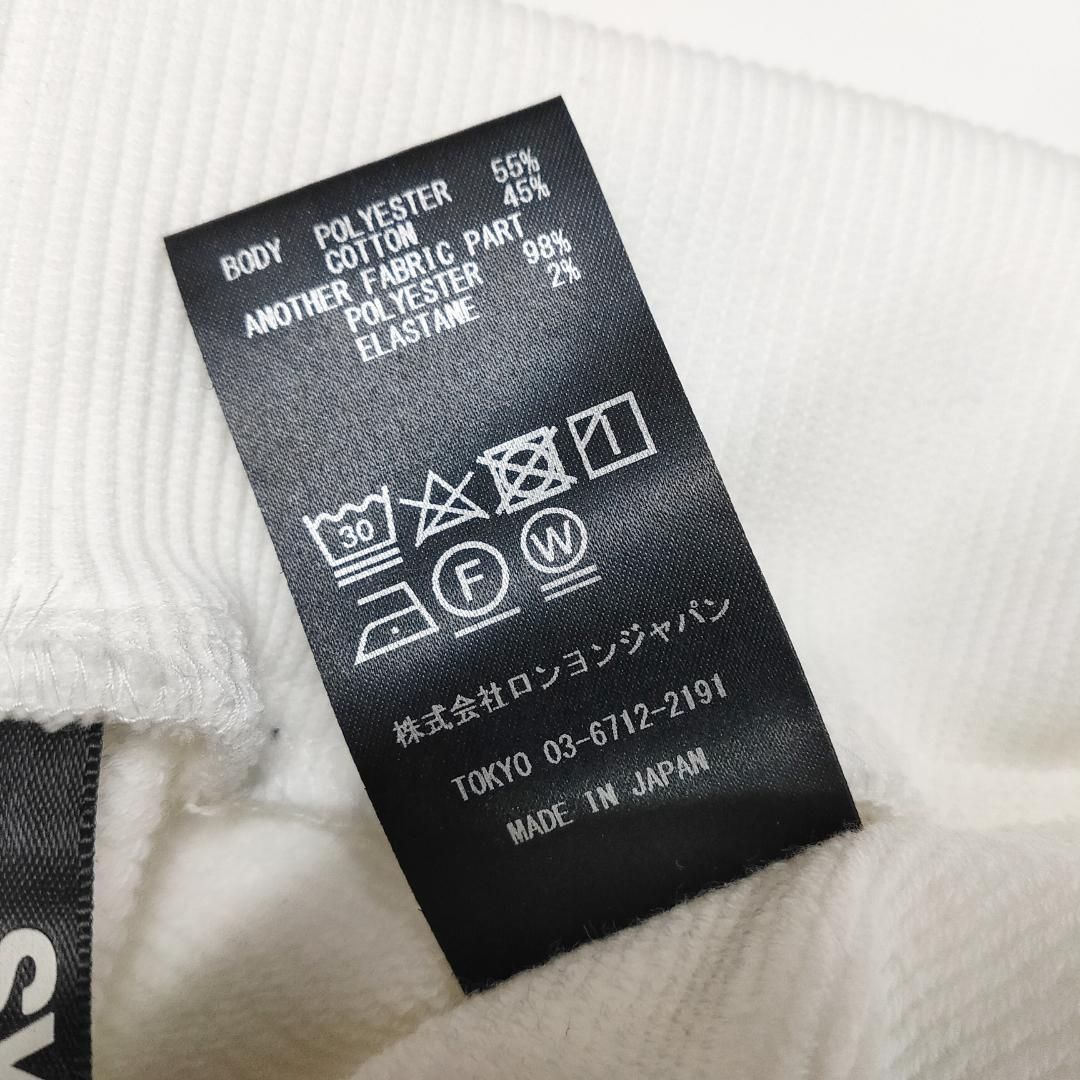 BODY POLYESTER 55%
COTTON 45%
ANOTHER FABRIC PART
POLYESTER 98%
ELASTANE 2%
30
F
W
株式会社ロンヨンジャパン
TOKYO 03-6712-2191
MADE IN JAPAN